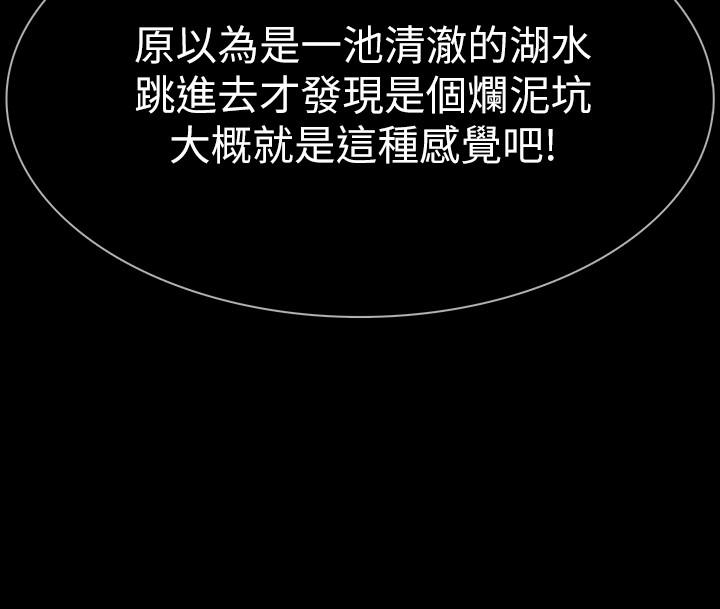 原以為是一池清澈的湖水
跳進去才發現是個爛泥坑
大概就是這種感覺吧!